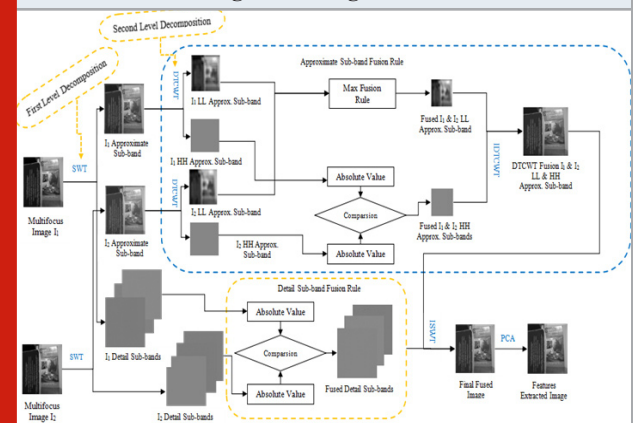 Second Level Decomposition
First Level Decomposition
Approximate Sub-band Fusion Rule
DTCWT
I₁ LL Approx. Sub-band
Max Fusion
Rule
Fused I₁ & I₂ LL
Approx. Sub-band
I₁ Approximate
Sub-band
I₁ HH Approx. Sub-band
SWT
Absolute Value
IDTCWT
DTCWT Fusion I₁ & I₂
LL & HH
Approx. Sub-band
DTCWT
I₂ LL Approx. Sub-band
Comparsion
Multifocus
Image I₁
I₂ Approximate
Sub-band
I₂ HH Approx.
Sub-band
Absolute Value
Fused I₁ & I₂ HH
Approx. Sub-bands
Detail Sub-band Fusion Rule
Absolute Value
I₁ Detail Sub-bands
SWT
Comparsion
ISWT
PCA
Absolute Value
Fused Detail Sub-bands
Final Fused
Image
Features
Extracted Image
Multifocus
Image I₂
I₂ Detail Sub-bands